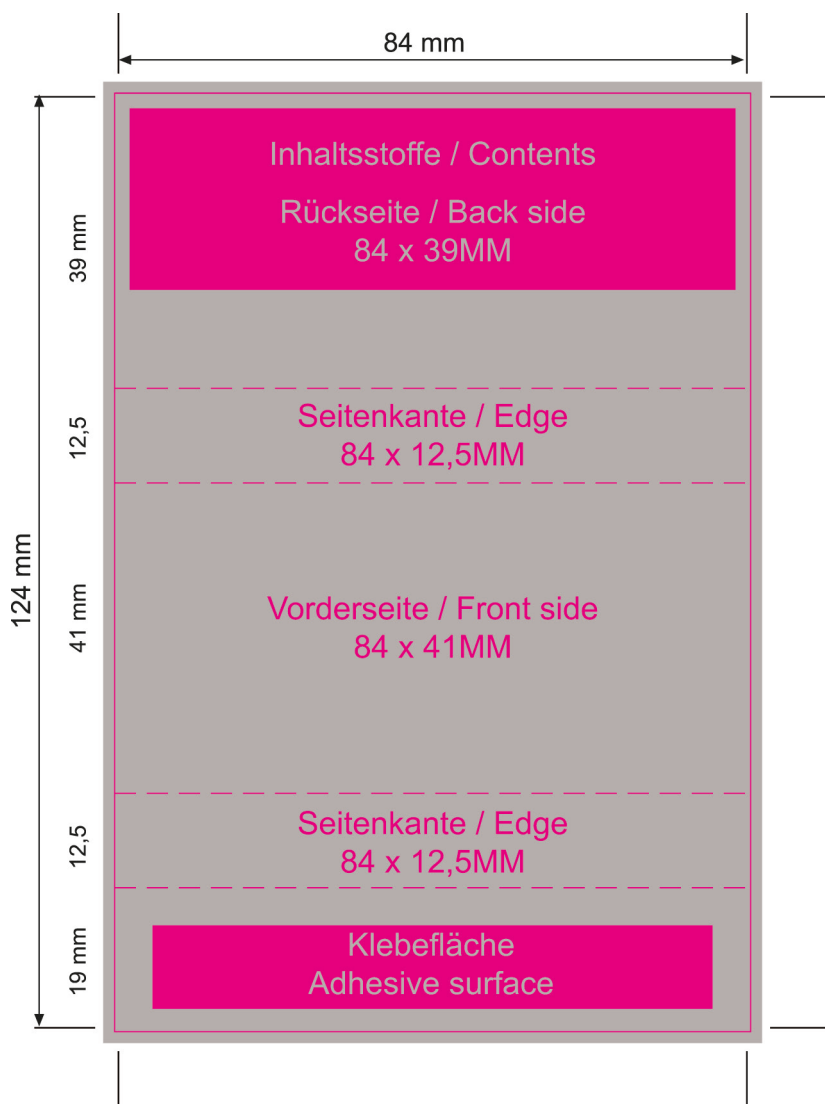 84 mm
Inhaltsstoffe / Contents
Rückseite / Back side
84 x 39MM
39 mm
Seitenkante / Edge
84 x 12,5MM
12,5
124 mm
Vorderseite / Front side
84 x 41MM
41 mm
Seitenkante / Edge
84 x 12,5MM
12,5
Klebefläche
Adhesive surface
19 mm